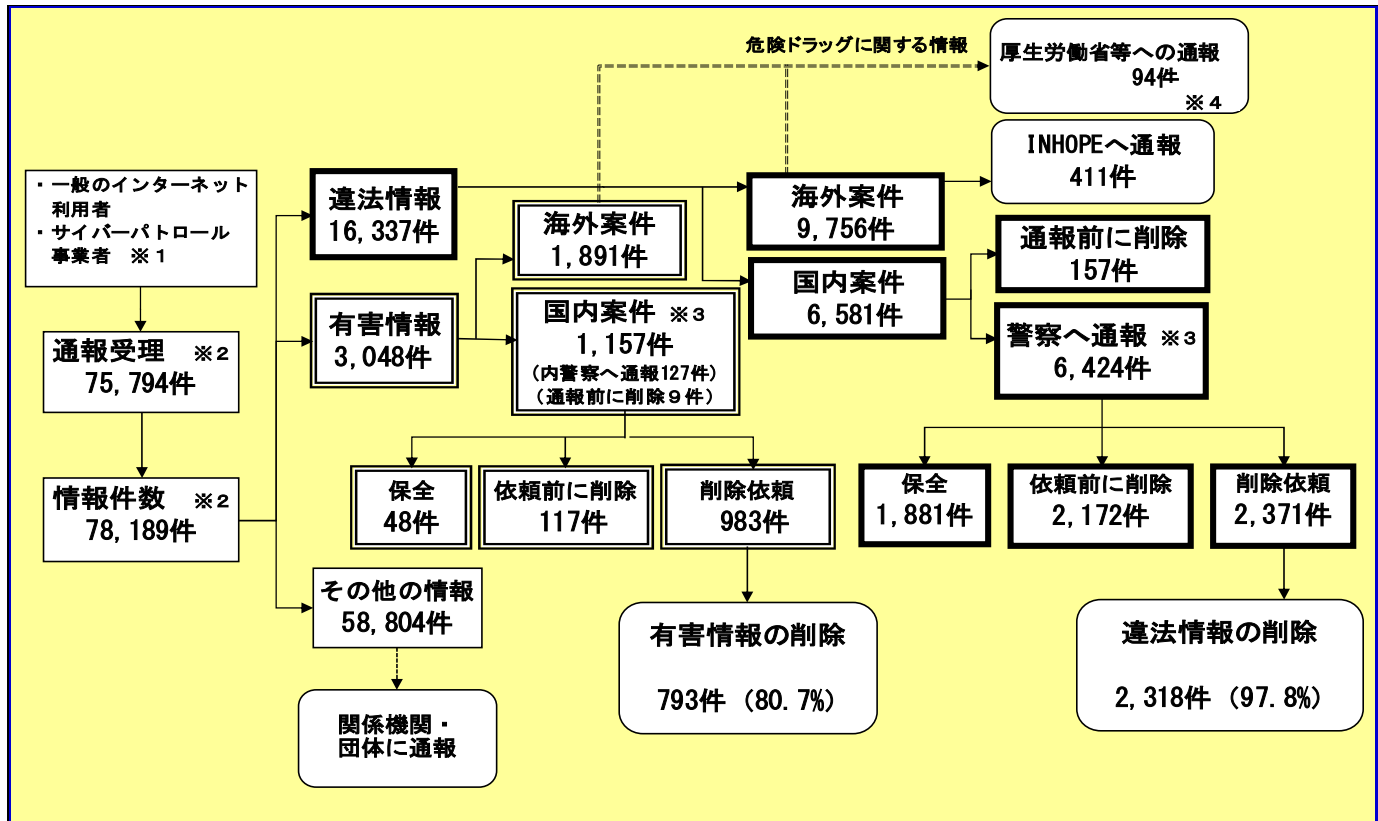 危険ドラッグに関する情報
厚生労働省等への通報
94件
※４
INHOPEへ通報
411件
・一般のインターネット
利用者
・サイバーパトロール
事業者　※１
違法情報
16,337件
海外案件
1,891件
海外案件
9,756件
通報前に削除
157件
国内案件
6,581件
有害情報
3,048件
国内案件　※３
1,157件
（内警察へ通報127件）
（通報前に削除９件）
警察へ通報　※３
6,424件
通報受理　※２
75,794件
情報件数　※２
78,189件
保全
48件
依頼前に削除
117件
削除依頼
983件
保全
1,881件
依頼前に削除
2,172件
削除依頼
2,371件
その他の情報
58,804件
有害情報の削除
793件（80.7%）
違法情報の削除
2,318件（97.8%）
関係機関・
団体に通報